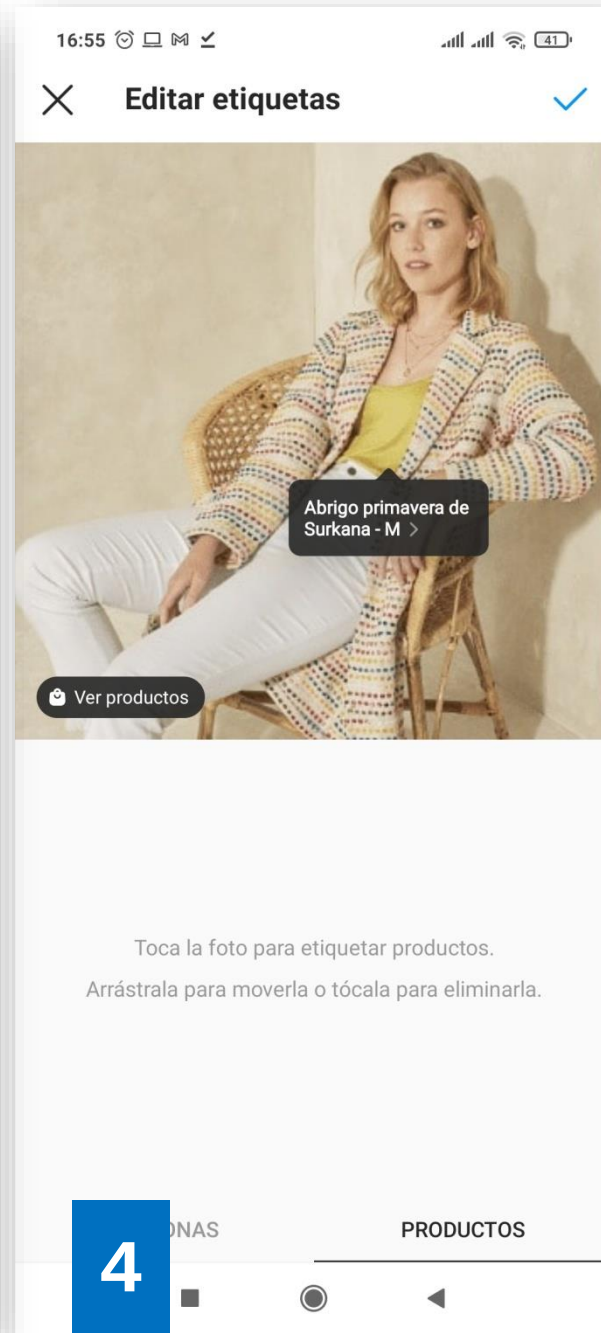 16:55
41
Editar etiquetas
Abrigo primavera de
Surkana - M
Ver productos
Toca la foto para etiquetar productos.
Arrástrala para moverla o tócala para eliminarla.
ONAS
PRODUCTOS
4